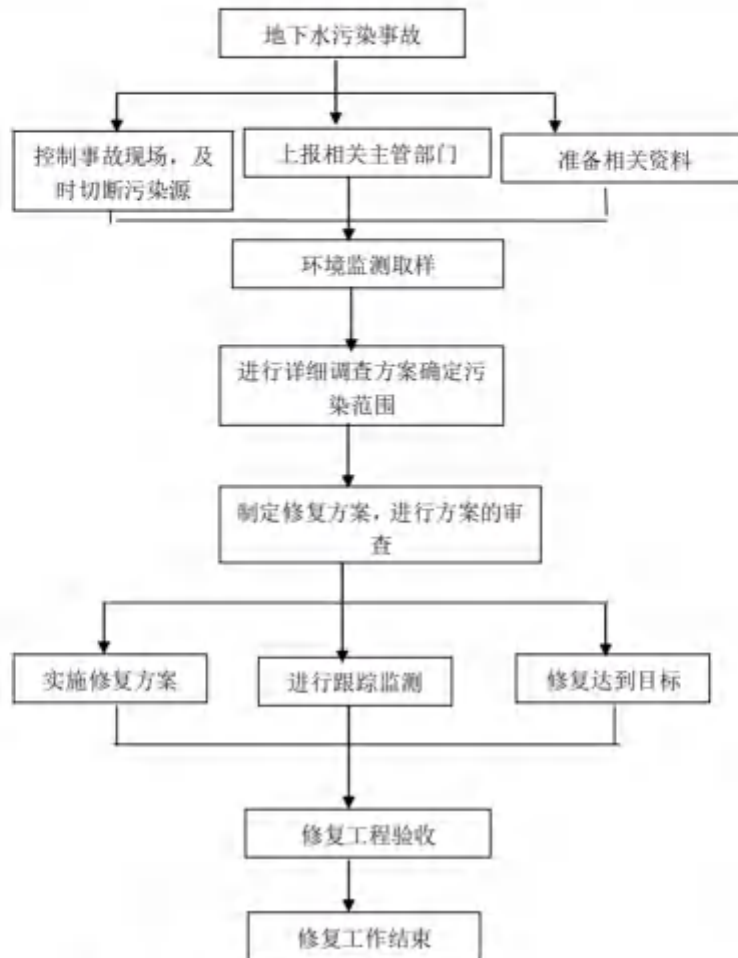 地下水污染事故
控制事故现场，及
时切断污染源
上报相关主管部门
准备相关资料
环境监测取样
进行详细调查方案确定污
染范围
制定修复方案，进行方案的审
查
实施修复方案
进行跟踪监测
修复达到目标
修复工程验收
修复工作结束